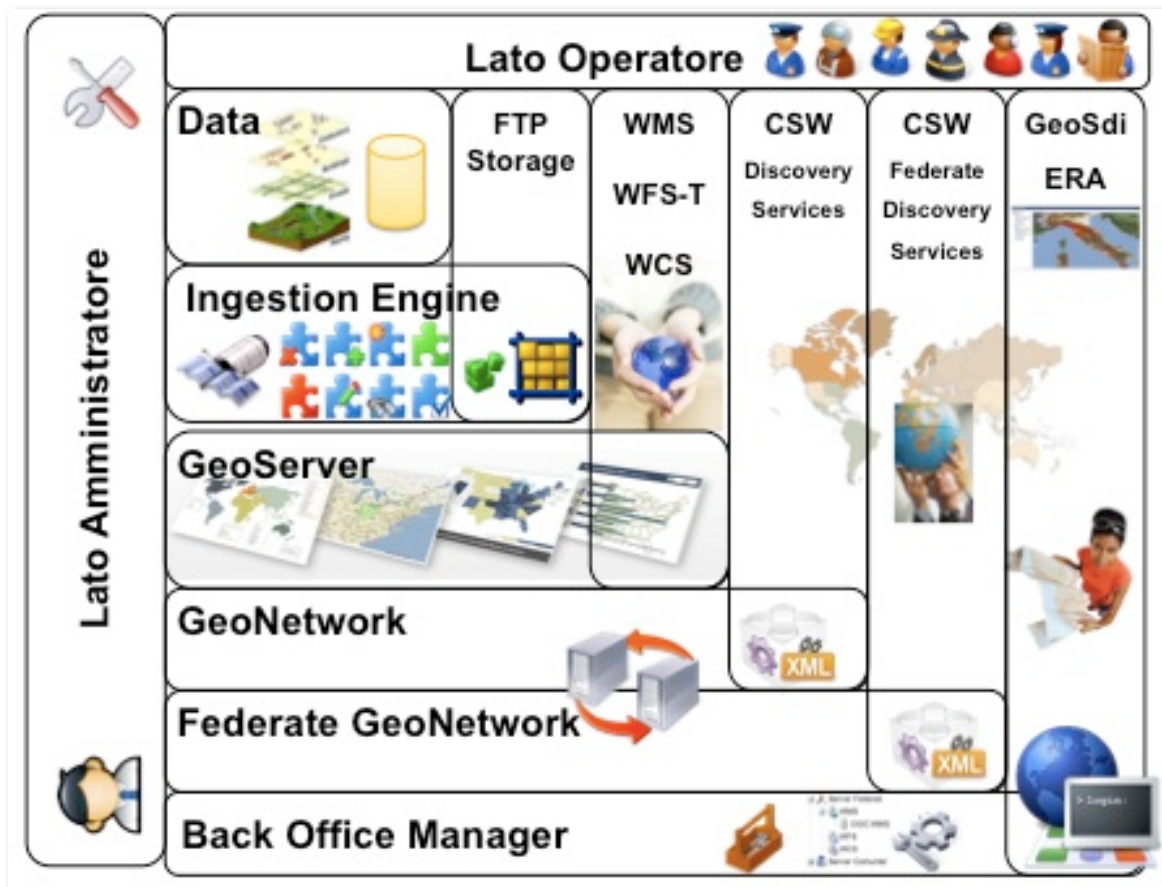 Lato Operatore
Lato Amministratore
Data
FTP
Storage
WMS
WFS-T
WCS
CSW
Discovery
Services
CSW
Federate
Discovery
Services
GeoSdi
ERA
Ingestion Engine
GeoServer
GeoNetwork
XML
Federate GeoNetwork
XML
Back Office Manager
> login: